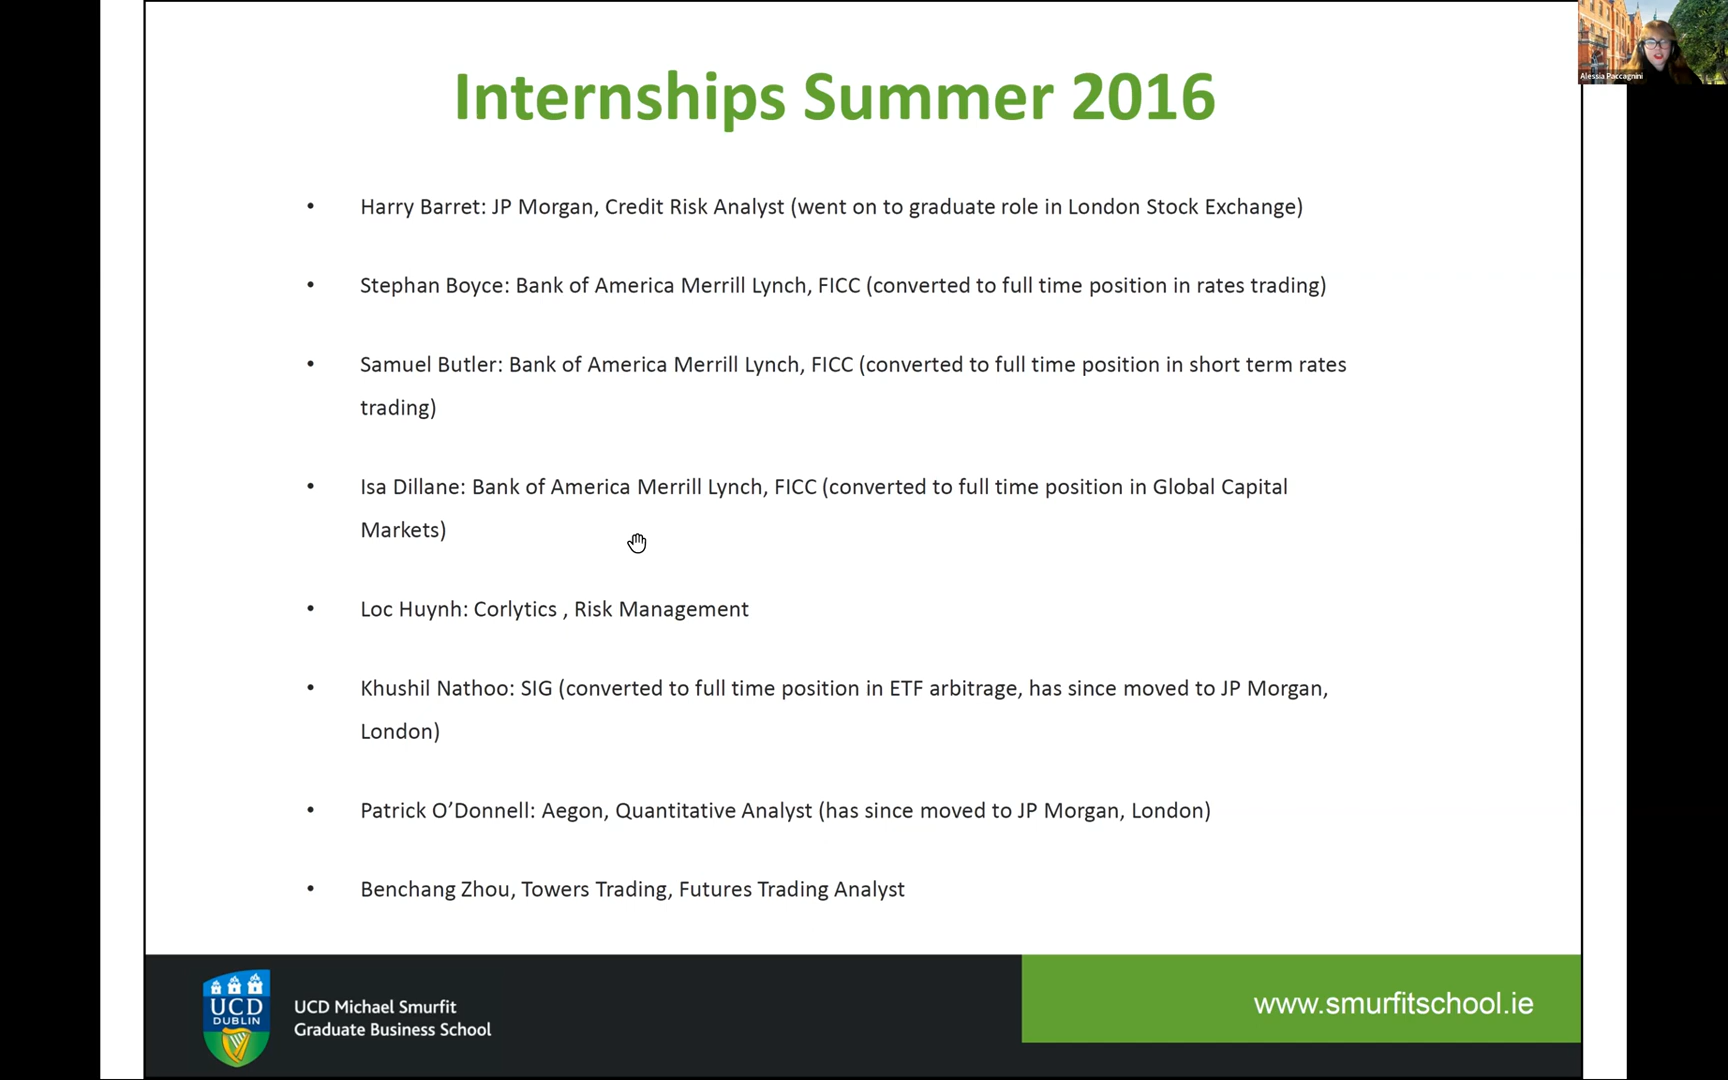 Internships Summer 2016
Alessia Paccagnini
• Harry Barret: JP Morgan, Credit Risk Analyst (went on to graduate role in London Stock Exchange)
• Stephan Boyce: Bank of America Merrill Lynch, FICC (converted to full time position in rates trading)
• Samuel Butler: Bank of America Merrill Lynch, FICC (converted to full time position in short term rates
trading)
• Isa Dillane: Bank of America Merrill Lynch, FICC (converted to full time position in Global Capital
Markets)
• Loc Huynh: Corlytics , Risk Management
• Khushil Nathoo: SIG (converted to full time position in ETF arbitrage, has since moved to JP Morgan,
London)
• Patrick O’Donnell: Aegon, Quantitative Analyst (has since moved to JP Morgan, London)
• Benchang Zhou, Towers Trading, Futures Trading Analyst
UCD
DUBLIN
UCD Michael Smurfit
Graduate Business School
www.smurfitschool.ie